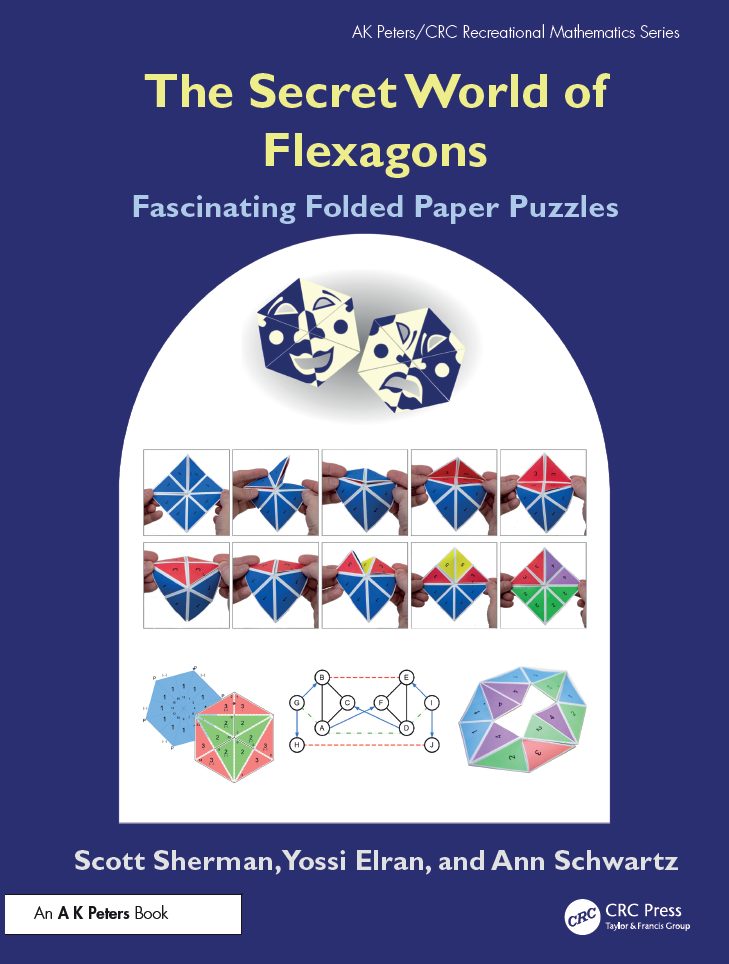 AK Peters/CRC Recreational Mathematics Series
The Secret World of
Flexagons
Fascinating Folded Paper Puzzles
B
E
G
C
F
I
A
D
H
J
Scott Sherman, Yossi Elran, and Ann Schwartz
An A K Peters Book
CRC
CRC Press
Taylor & Francis Group